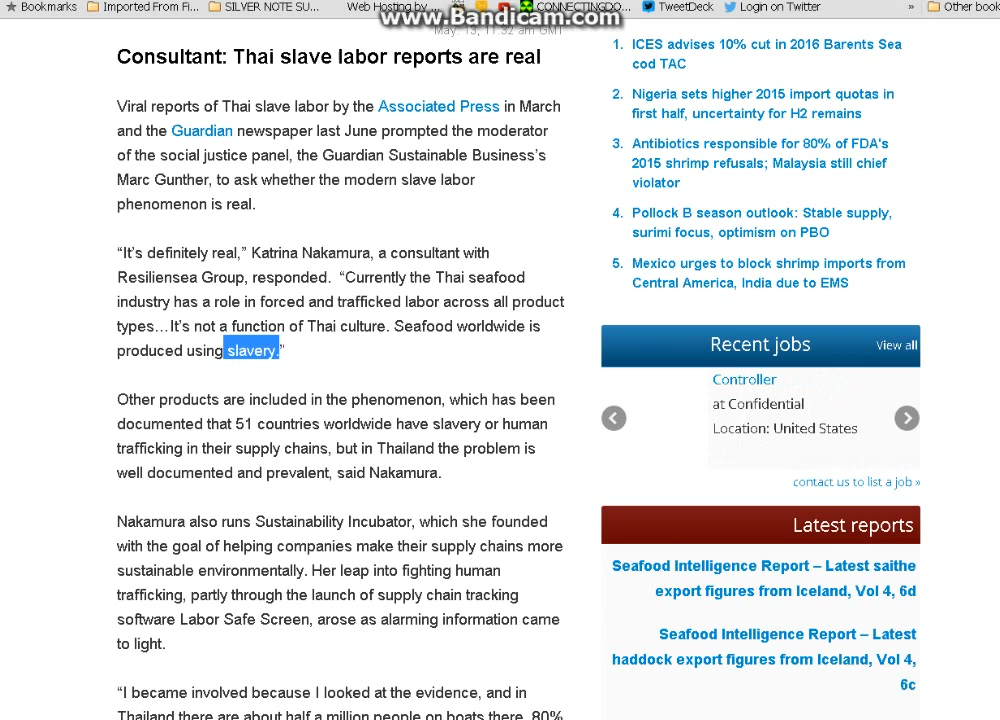 Bookmarks
Imported From Fi...
SILVER NOTE SU...
Web Hosting by ...
CONNECTINGDO...
TweetDeck
Login on Twitter
»
Other book
www.Bandicam.com
May. 13, 11.32 am GMT
Consultant: Thai slave labor reports are real
Viral reports of Thai slave labor by the Associated Press in March
and the Guardian newspaper last June prompted the moderator
of the social justice panel, the Guardian Sustainable Business’s
Marc Gunther, to ask whether the modern slave labor
phenomenon is real.
“It’s definitely real,” Katrina Nakamura, a consultant with
Resiliensea Group, responded. “Currently the Thai seafood
industry has a role in forced and trafficked labor across all product
types…It’s not a function of Thai culture. Seafood worldwide is
produced using slavery.”
Other products are included in the phenomenon, which has been
documented that 51 countries worldwide have slavery or human
trafficking in their supply chains, but in Thailand the problem is
well documented and prevalent, said Nakamura.
Nakamura also runs Sustainability Incubator, which she founded
with the goal of helping companies make their supply chains more
sustainable environmentally. Her leap into fighting human
trafficking, partly through the launch of supply chain tracking
software Labor Safe Screen, arose as alarming information came
to light.
“I became involved because I looked at the evidence, and in
Thailand there are about half a million people on boats there. 80%
1. ICES advises 10% cut in 2016 Barents Sea
cod TAC
2. Nigeria sets higher 2015 import quotas in
first half, uncertainty for H2 remains
3. Antibiotics responsible for 80% of FDA's
2015 shrimp refusals; Malaysia still chief
violator
4. Pollock B season outlook: Stable supply,
surimi focus, optimism on PBO
5. Mexico urges to block shrimp imports from
Central America, India due to EMS
Recent jobs
View all
Controller
at Confidential
Location: United States
contact us to list a job »
Latest reports
Seafood Intelligence Report – Latest saithe
export figures from Iceland, Vol 4, 6d
Seafood Intelligence Report – Latest
haddock export figures from Iceland, Vol 4,
6c